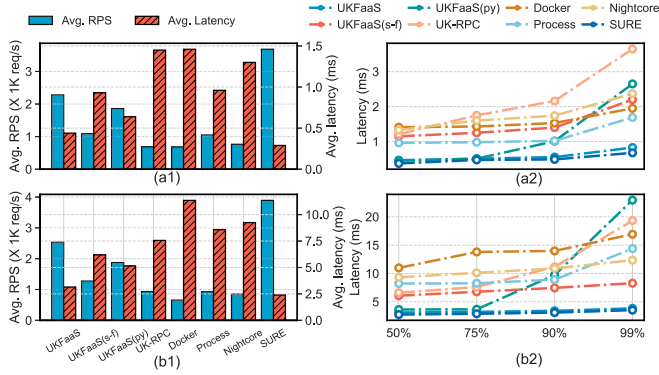 Avg. RPS Avg. Latency
UKFaaS UKFaaS(py) Docker Nightcore
UKFaaS(s-f) UK-RPC Process SURE
Avg. RPS (X 1K req/s)
3
2
1
0
1.5
1.0
0.5
0.0
Avg. latency (ms)
(a1)
Latency (ms)
3
2
1
(a2)
Avg. RPS (X 1K req/s)
4
3
2
1
0
10.0
7.5
5.0
2.5
0.0
Avg. latency (ms)
UKFaaS
UKFaaS(s-f)
UKFaaS(py)
UK-RPC
Docker
Process
Nightcore
SURE
(b1)
Latency (ms)
20
15
10
5
50% 75% 90% 99%
(b2)